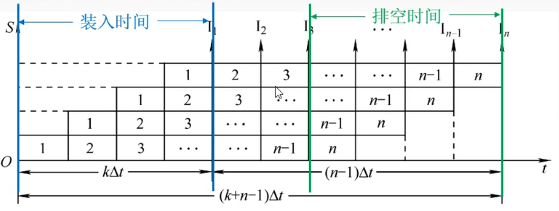 装入时间 排空时间
S I₁ I₂ I₃ ... Iₙ₋₁ Iₙ
1 2 3 ... ... n-1 n
1 2 3 ... ... n-1 n
1 2 3 ... ... n-1 n
1 2 3 ... ... n-1 n
O t
kΔt (n-1)Δt
(k+n-1)Δt